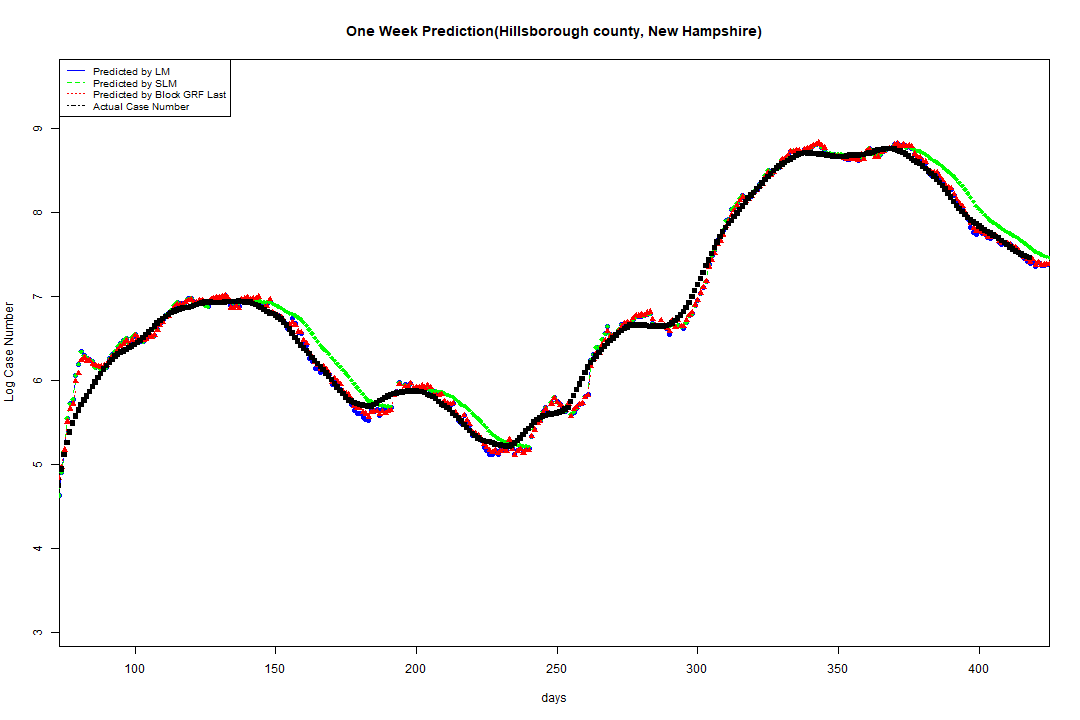 One Week Prediction(Hillsborough county, New Hampshire)
Predicted by LM
Predicted by SLM
Predicted by Block GRF Last
Actual Case Number
Log Case Number
9
8
7
6
5
4
3
100 150 200 250 300 350 400
days